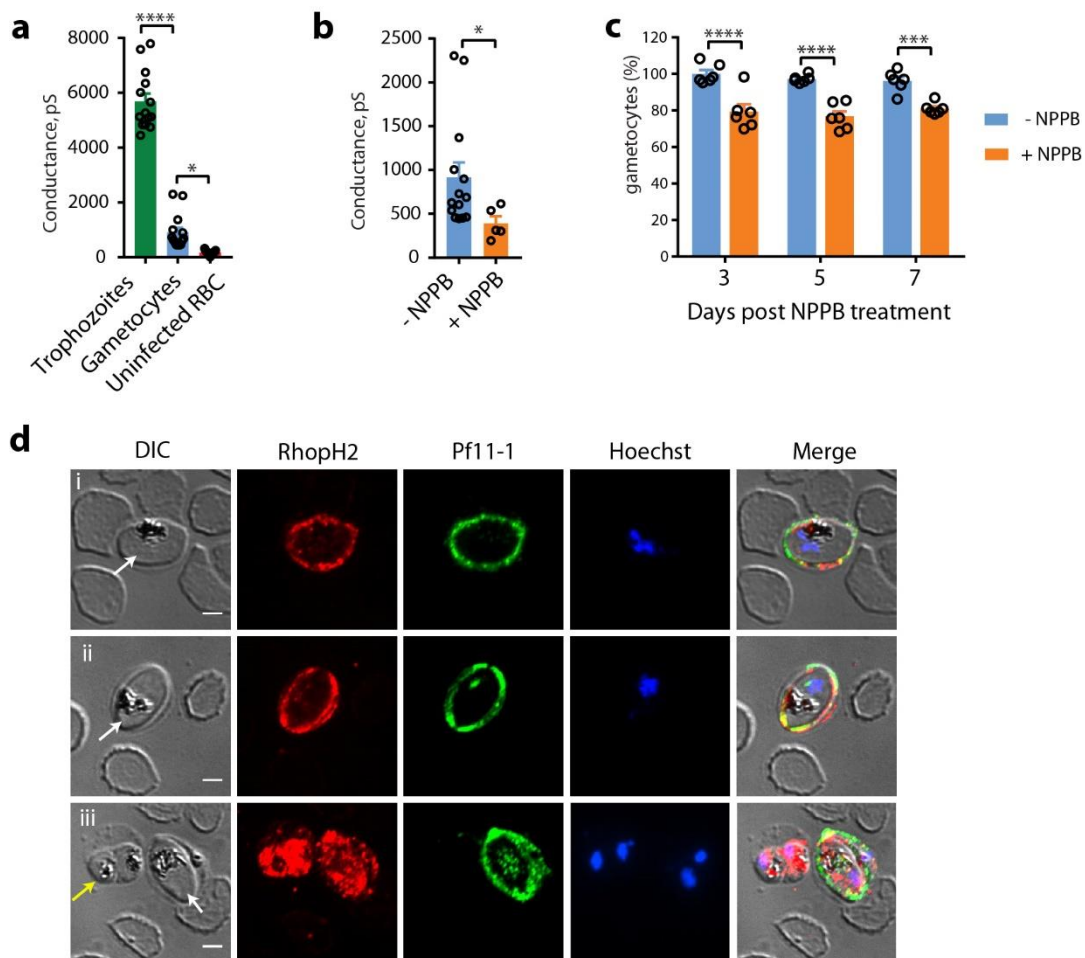 a
****
*
8000
6000
4000
2000
0
Conductance, pS
Trophozoites
Gametocytes
Uninfected RBC
b
*
2500
2000
1500
1000
500
0
Conductance, pS
- NPPB
+ NPPB
c
****
****
***
120
100
80
60
40
20
0
gametocytes (%)
3 5 7
Days post NPPB treatment
- NPPB
+ NPPB
d
DIC RhopH2 Pf11-1 Hoechst Merge
i
ii
iii